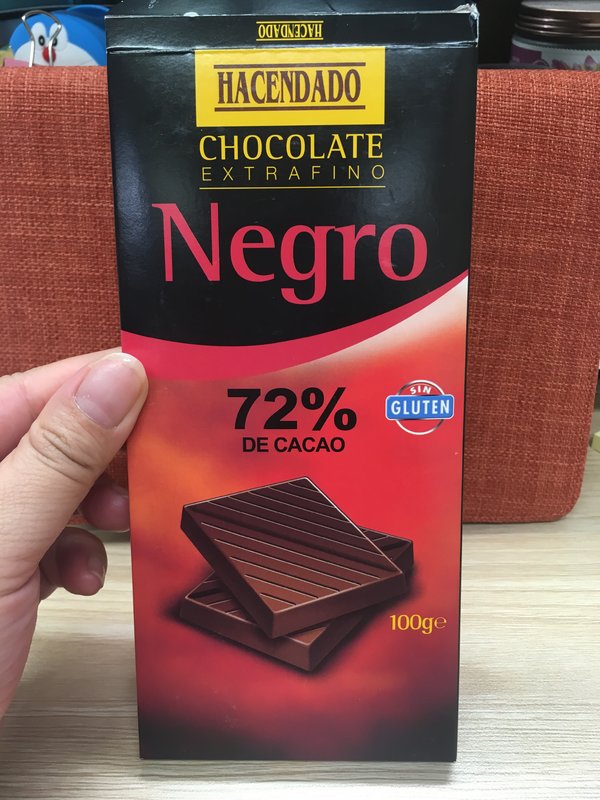 HACENDADO
HACENDADO
CHOCOLATE
EXTRAFINO
Negro
72%
DE CACAO
SIN
GLUTEN
100g℮